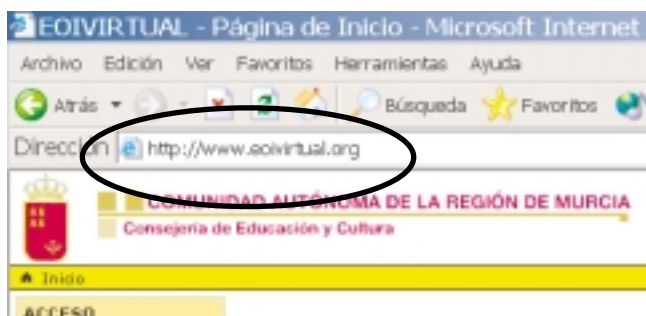 EOIVIRTUAL - Página de Inicio - Microsoft Internet
Archivo Edición Ver Favoritos Herramientas Ayuda
Atrás Búsqueda Favoritos
Dirección http://www.eoivirtual.org
COMUNIDAD AUTÓNOMA DE LA REGIÓN DE MURCIA
Consejería de Educación y Cultura
Inicio
ACCESO